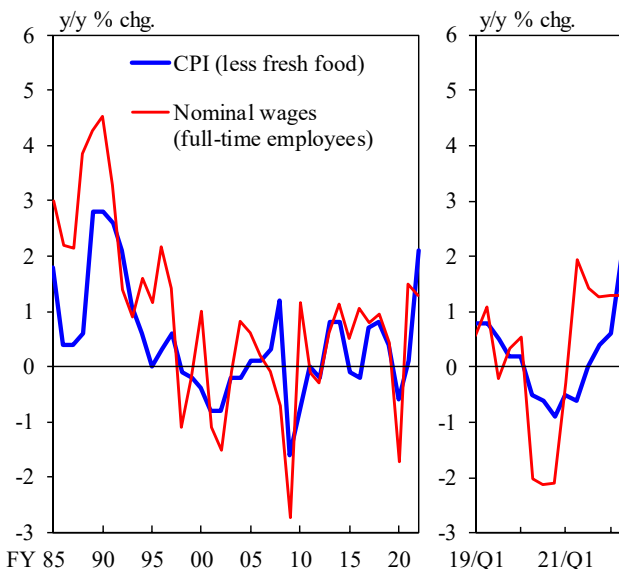 y/y % chg.
y/y % chg.
6
5
4
3
2
1
0
-1
-2
-3
CPI (less fresh food)
Nominal wages
(full-time employees)
6
5
4
3
2
1
0
-1
-2
-3
FY 85 90 95 00 05 10 15 20
19/Q1 21/Q1